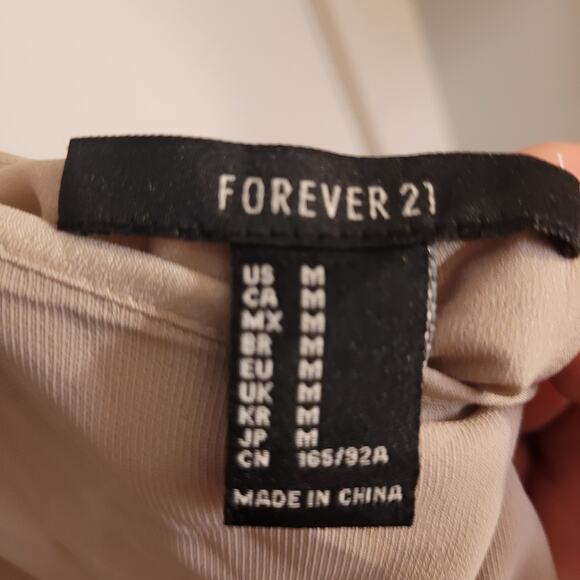 FOREVER 21
US M
CA M
MX M
BR M
EU M
UK M
KR M
JP M
CN 165/92A
MADE IN CHINA